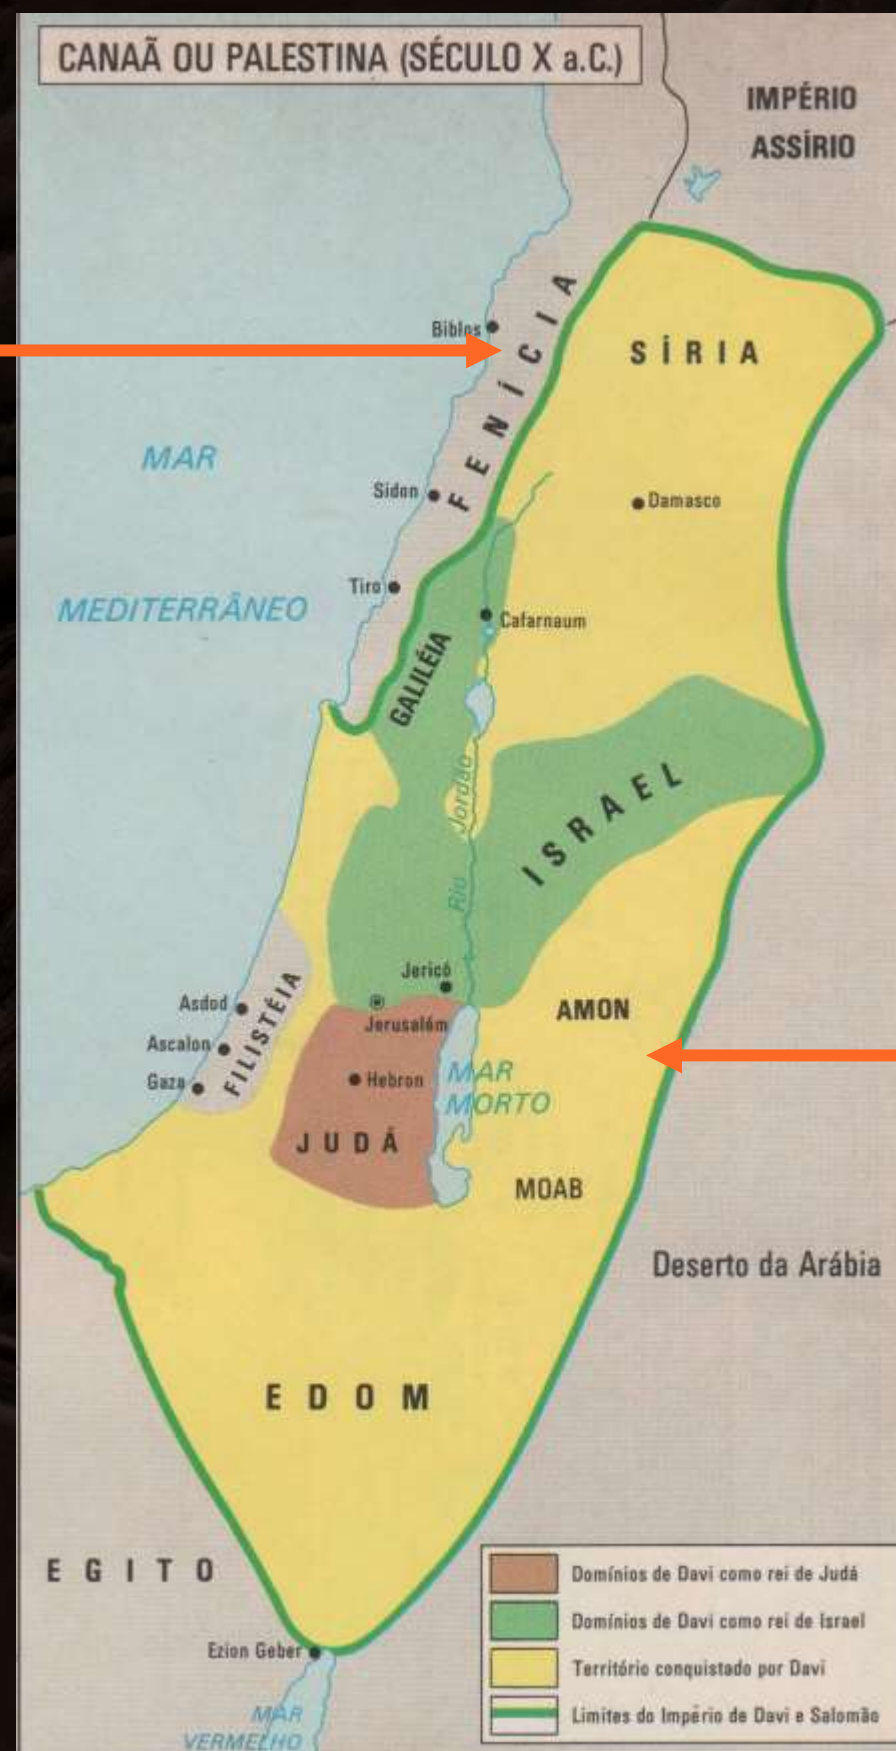 CANAÃ OU PALESTINA (SÉCULO X a.C.)
IMPÉRIO
ASSÍRIO
Biblos
FENÍCIA
SÍRIA
MAR
MEDITERRÂNEO
Sidon
Damasco
Tiro
Cafarnaum
GALILÉIA
Rio Jordão
ISRAEL
Jericó
Asdod
Jerusalém
AMON
Ascalon
FILISTÉIA
Gaza
Hebron
MAR
MORTO
JUDÁ
MOAB
Deserto da Arábia
EDOM
EGITO
Ezion Geber
MAR
VERMELHO
Domínios de Davi como rei de Judá
Domínios de Davi como rei de Israel
Território conquistado por Davi
Limites do Império de Davi e Salomão